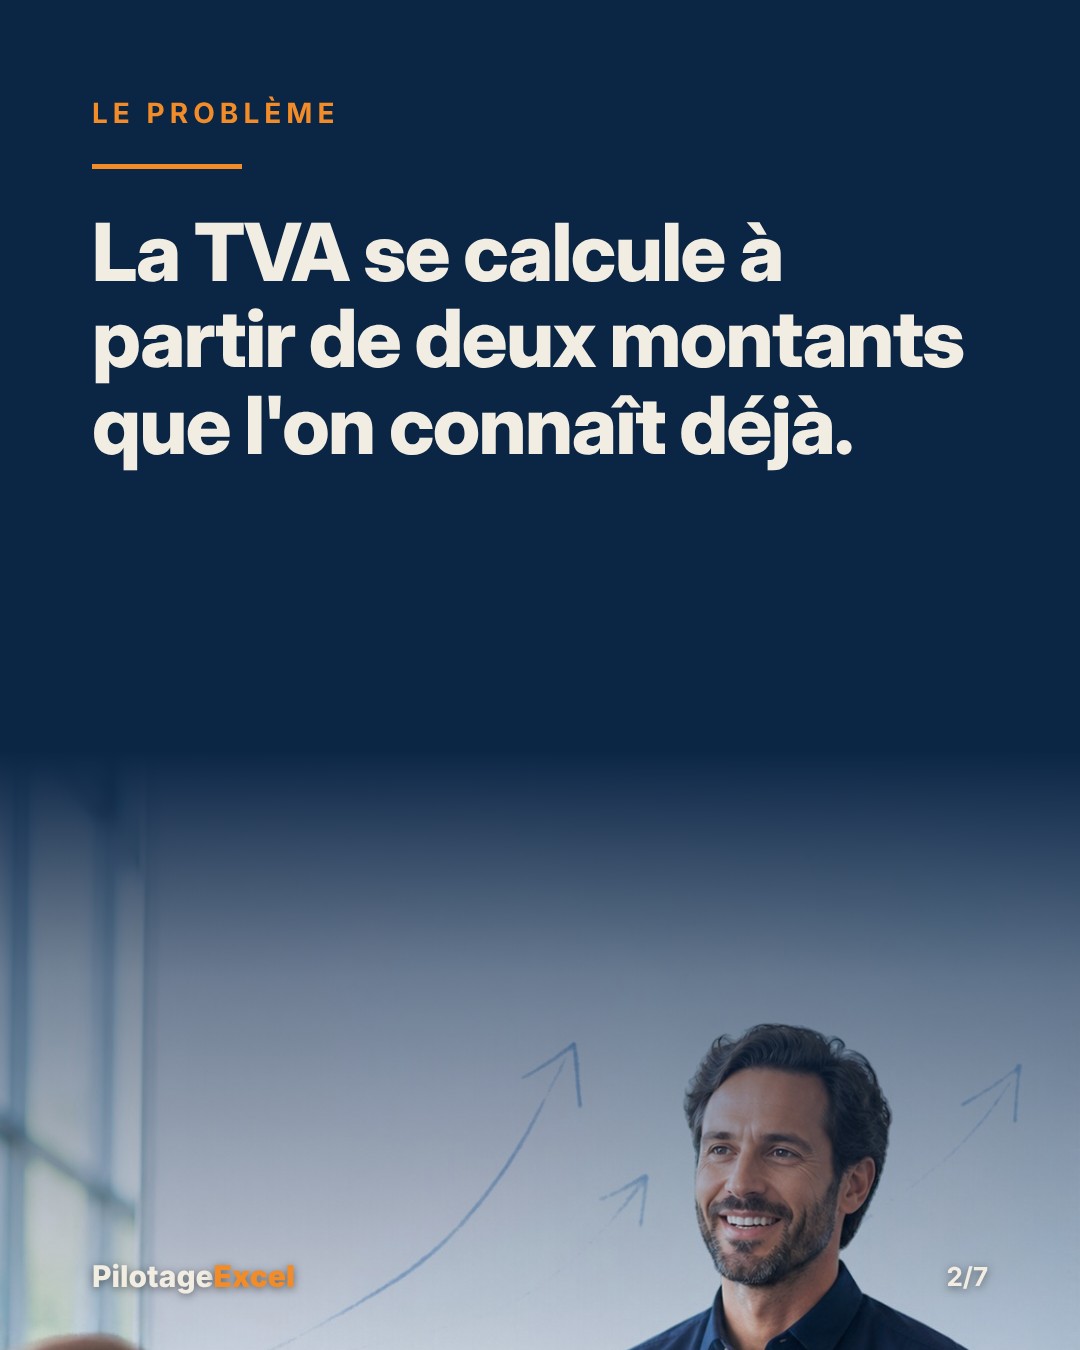 LE PROBLÈME
La TVA se calcule à
partir de deux montants
que l'on connaît déjà.
PilotageExcel
2/7